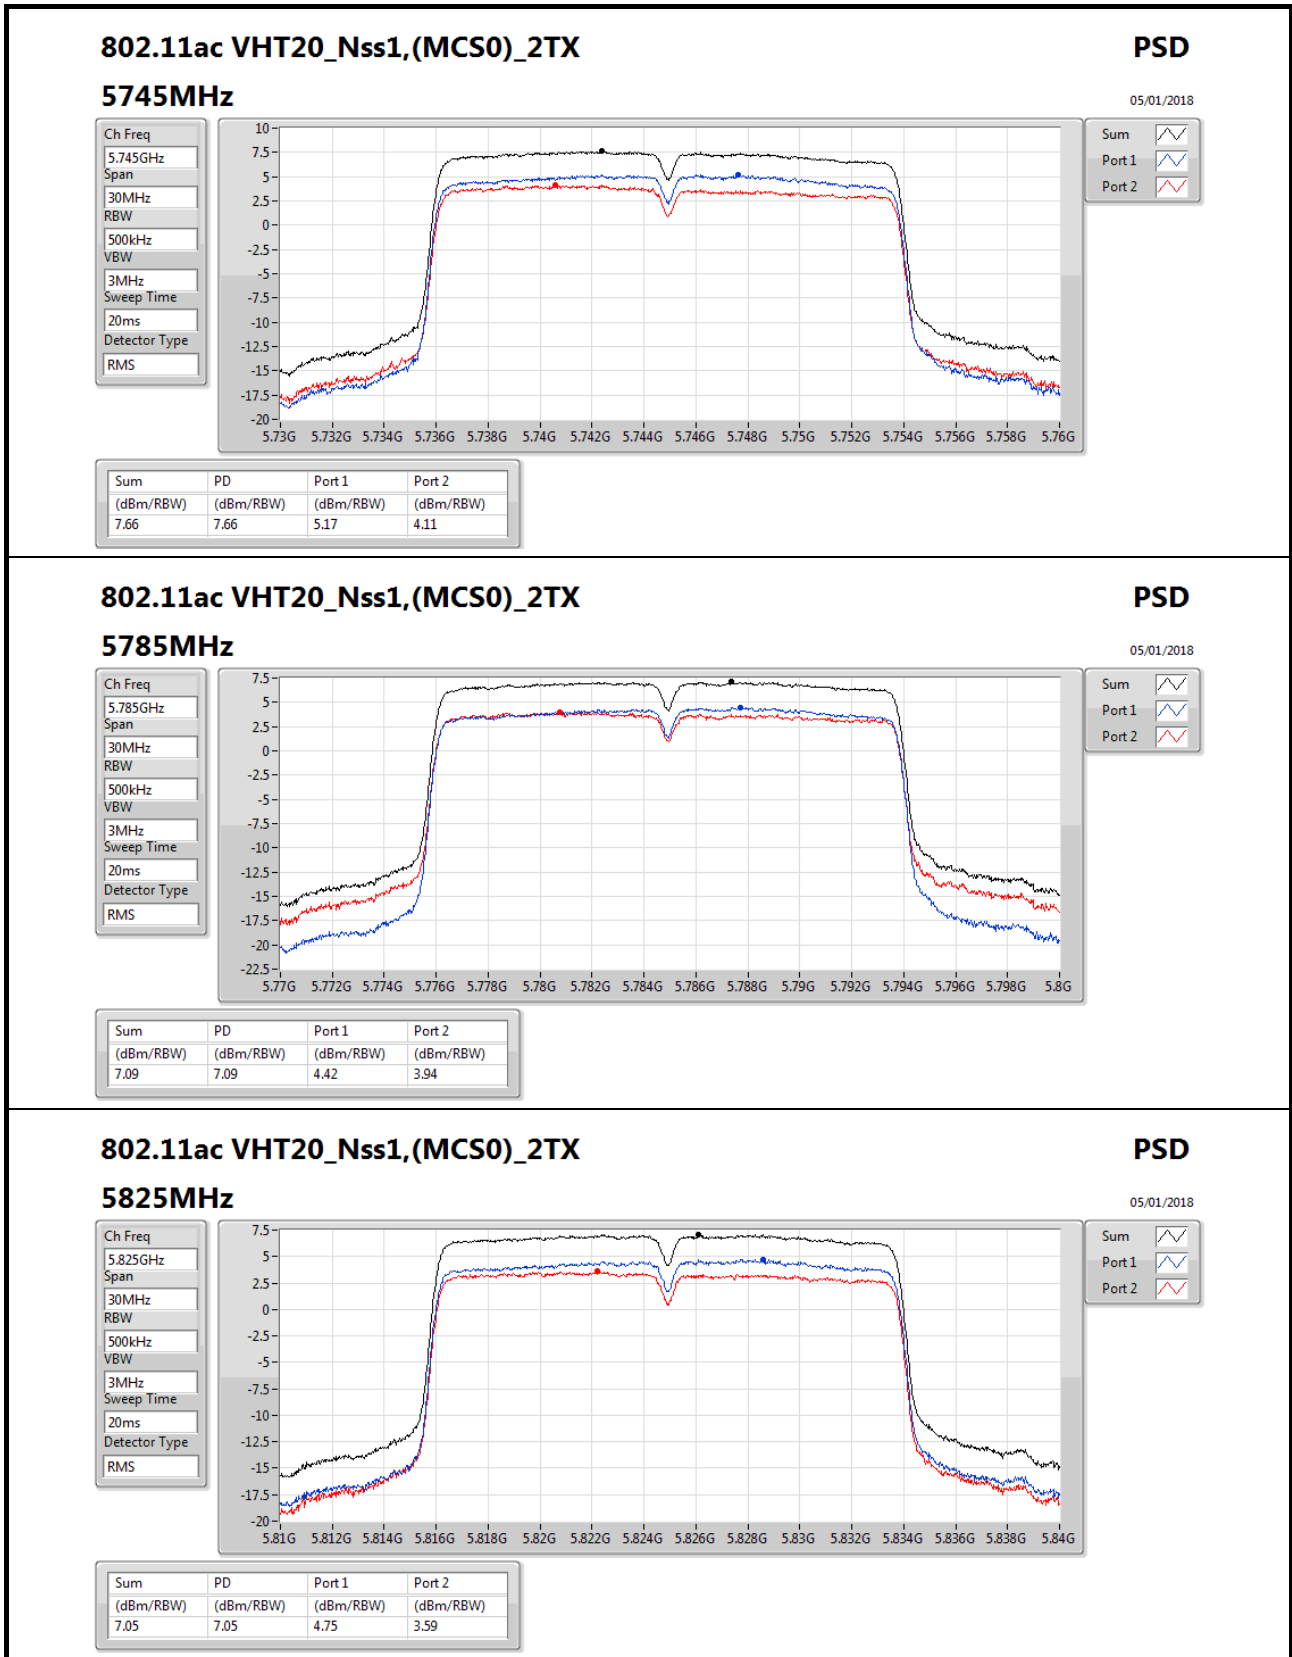 802.11ac VHT20_Nss1,(MCS0)_2TX PSD
5745MHz
05/01/2018
Ch Freq
5.745GHz
Span
30MHz
RBW
500kHz
VBW
3MHz
Sweep Time
20ms
Detector Type
RMS
10
7.5
5
2.5
0
-2.5
-5
-7.5
-10
-12.5
-15
-17.5
-20
5.73G 5.732G 5.734G 5.736G 5.738G 5.74G 5.742G 5.744G 5.746G 5.748G 5.75G 5.752G 5.754G 5.756G 5.758G 5.76G
Sum
Port 1
Port 2
Sum PD Port 1 Port 2
(dBm/RBW) (dBm/RBW) (dBm/RBW) (dBm/RBW)
7.66 7.66 5.17 4.11
802.11ac VHT20_Nss1,(MCS0)_2TX PSD
5785MHz
05/01/2018
Ch Freq
5.785GHz
Span
30MHz
RBW
500kHz
VBW
3MHz
Sweep Time
20ms
Detector Type
RMS
7.5
5
2.5
0
-2.5
-5
-7.5
-10
-12.5
-15
-17.5
-20
-22.5
5.77G 5.772G 5.774G 5.776G 5.778G 5.78G 5.782G 5.784G 5.786G 5.788G 5.79G 5.792G 5.794G 5.796G 5.798G 5.8G
Sum
Port 1
Port 2
Sum PD Port 1 Port 2
(dBm/RBW) (dBm/RBW) (dBm/RBW) (dBm/RBW)
7.09 7.09 4.42 3.94
802.11ac VHT20_Nss1,(MCS0)_2TX PSD
5825MHz
05/01/2018
Ch Freq
5.825GHz
Span
30MHz
RBW
500kHz
VBW
3MHz
Sweep Time
20ms
Detector Type
RMS
7.5
5
2.5
0
-2.5
-5
-7.5
-10
-12.5
-15
-17.5
-20
5.81G 5.812G 5.814G 5.816G 5.818G 5.82G 5.822G 5.824G 5.826G 5.828G 5.83G 5.832G 5.834G 5.836G 5.838G 5.84G
Sum
Port 1
Port 2
Sum PD Port 1 Port 2
(dBm/RBW) (dBm/RBW) (dBm/RBW) (dBm/RBW)
7.05 7.05 4.75 3.59